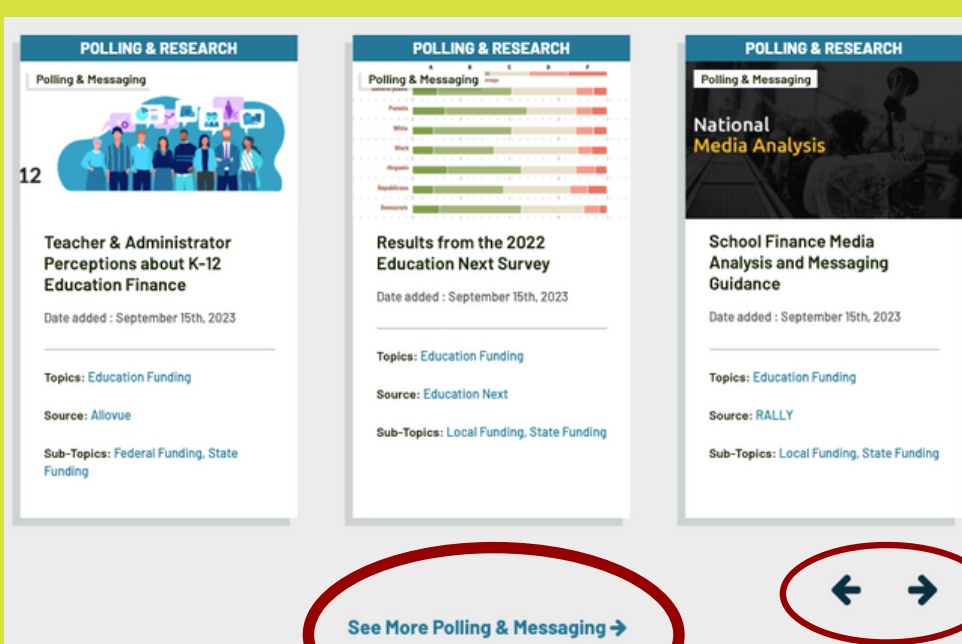 POLLING & RESEARCH
Polling & Messaging
12
Teacher & Administrator
Perceptions about K-12
Education Finance
Date added : September 15th, 2023
Topics: Education Funding
Source: Allovue
Sub-Topics: Federal Funding, State
Funding
POLLING & RESEARCH
A B C D F
Polling & Messaging
Parents
White
Black
Hispanic
Republicans
Democrats
Results from the 2022
Education Next Survey
Date added : September 15th, 2023
Topics: Education Funding
Source: Education Next
Sub-Topics: Local Funding, State Funding
POLLING & RESEARCH
Polling & Messaging
National
Media Analysis
School Finance Media
Analysis and Messaging
Guidance
Date added : September 15th, 2023
Topics: Education Funding
Source: RALLY
Sub-Topics: Local Funding, State Funding
See More Polling & Messaging →